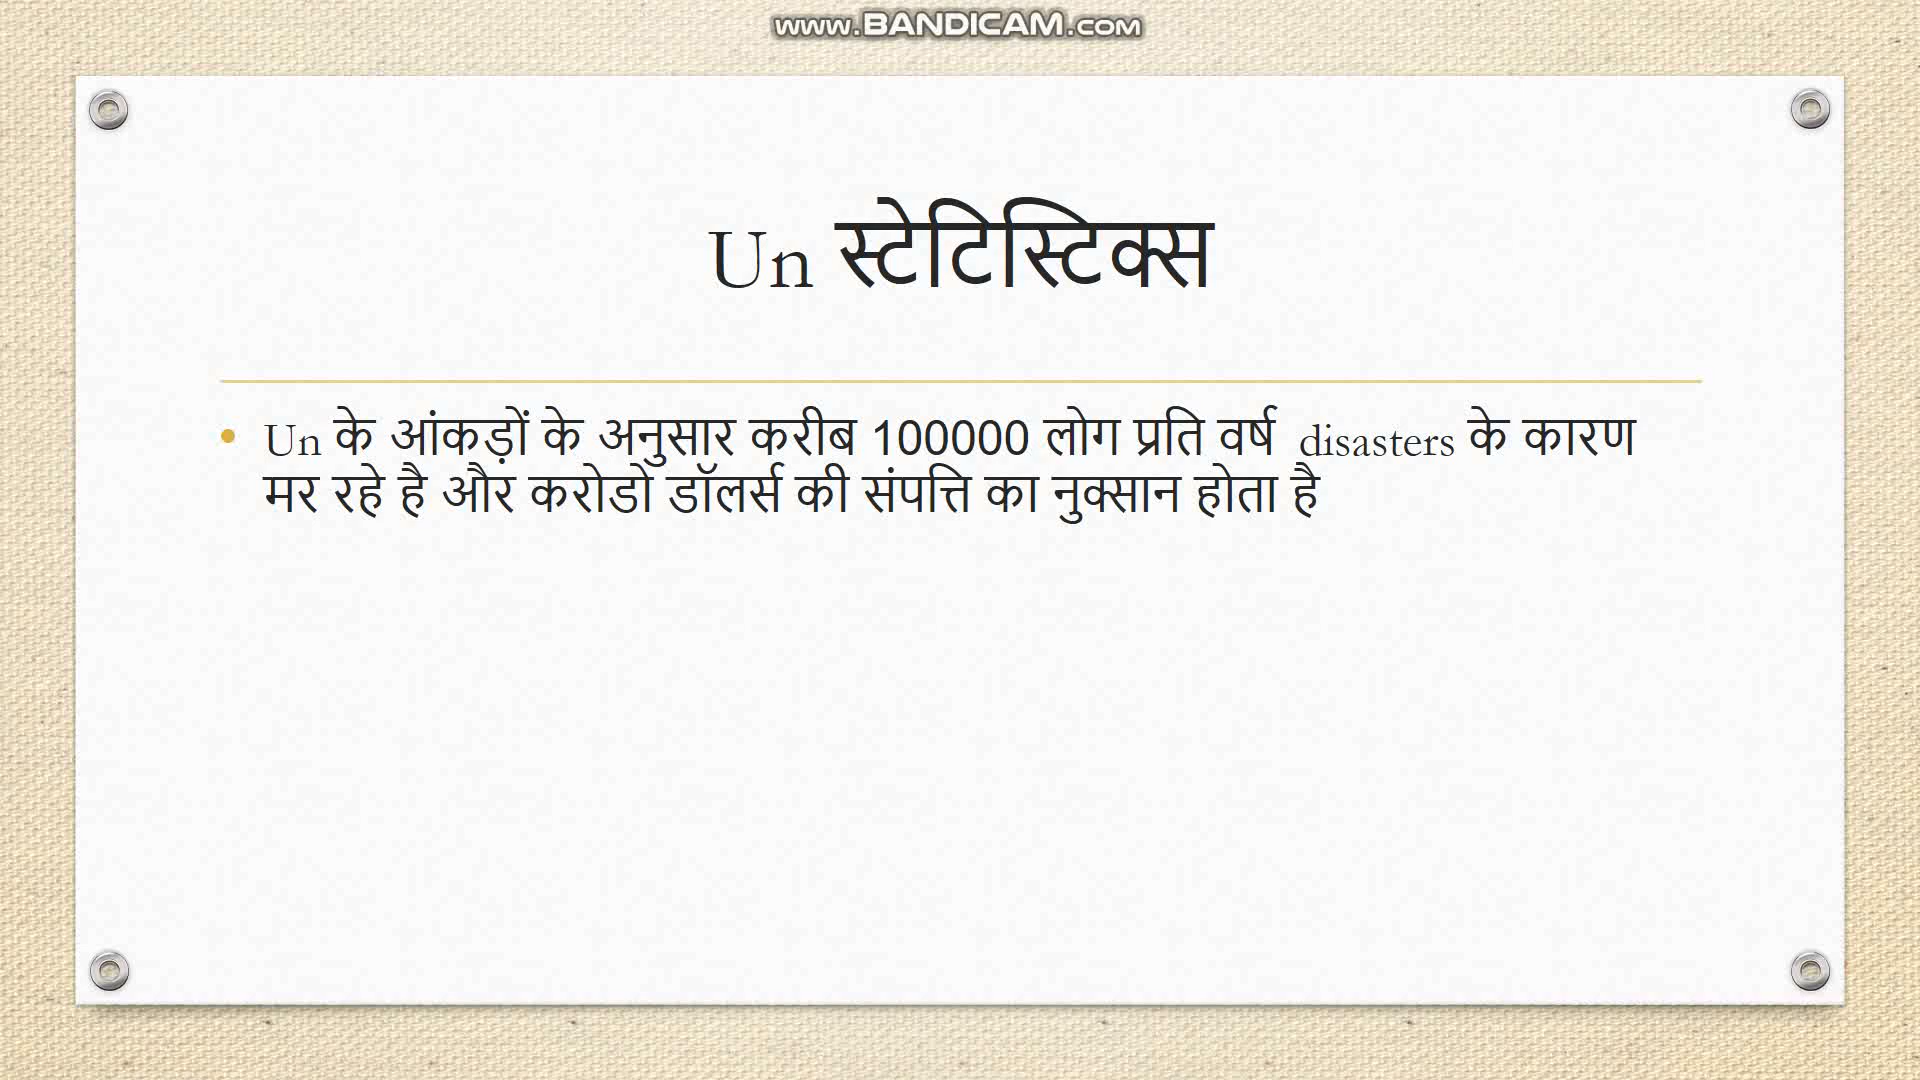 www.BANDICAM.com
Un स्टेटिस्टिक्स
• Un के आंकड़ों के अनुसार करीब 100000 लोग प्रति वर्ष disasters के कारण
मर रहे है और करोडो डॉलर्स की संपत्ति का नुक्सान होता है